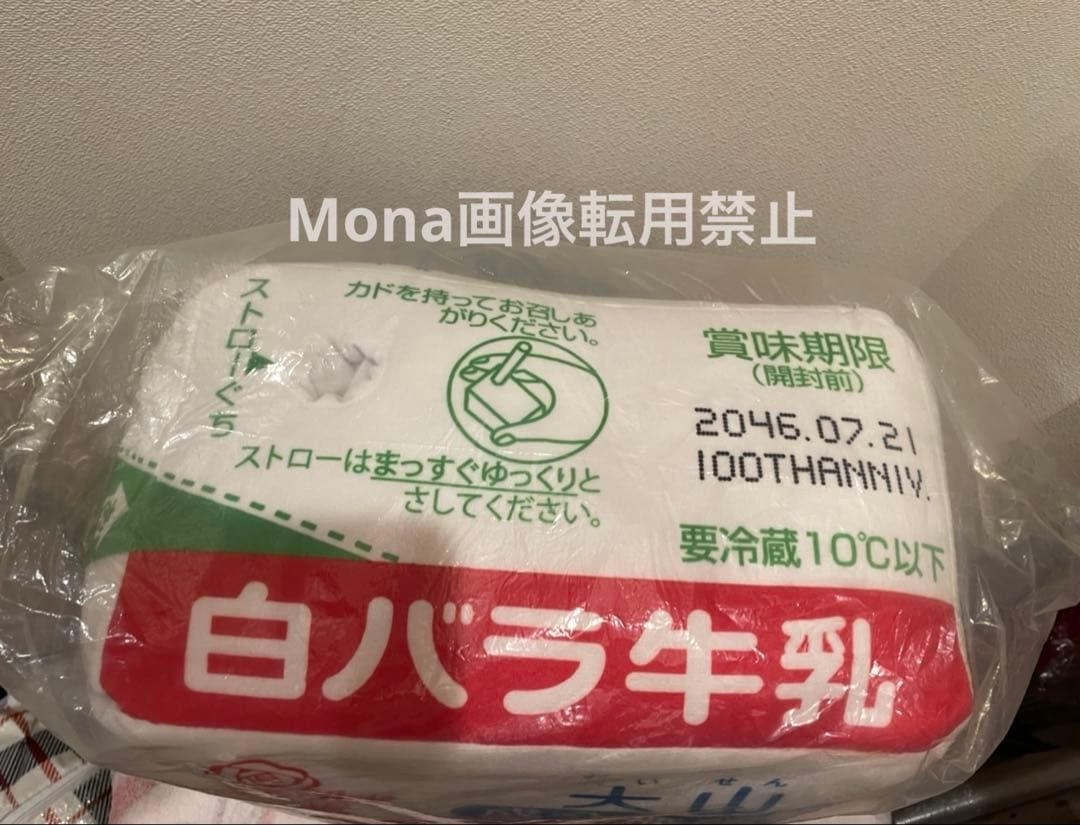 Mona画像転用禁止
ストローぐち
カドを持ってお召しあ
がりください。
賞味期限
(開封前)
2046.07.21
100THANNIV.
ストローはまっすぐゆっくりと
さしてください。
要冷蔵10℃以下
白バラ牛乳
だいせん
大山